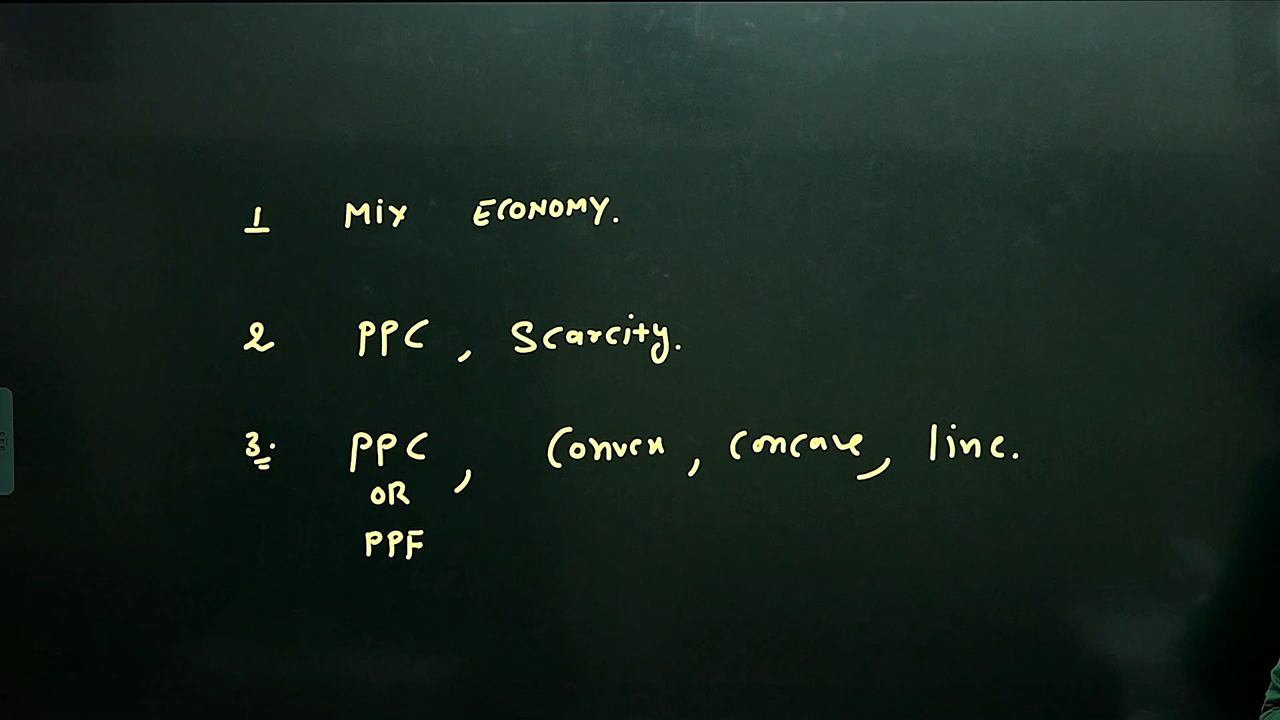 1 Mix ECONOMY.
2 PPC, Scarcity.
3. PPC, Convex, concave, line.
OR
PPF